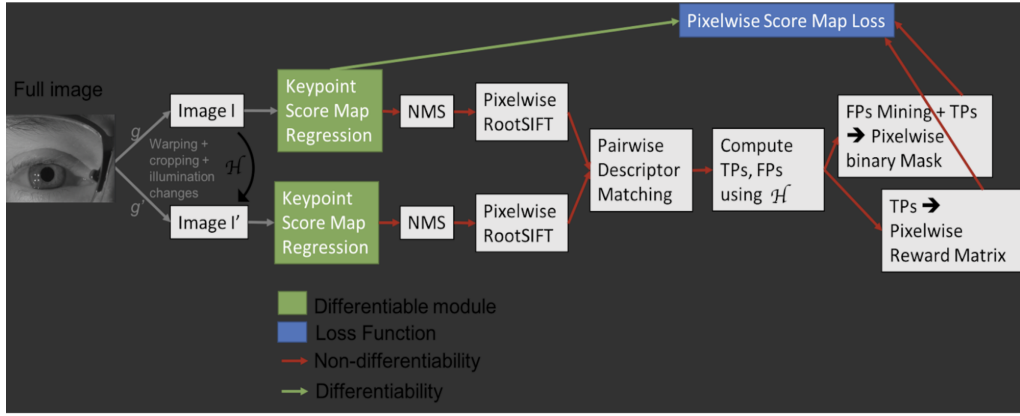 Pixelwise Score Map Loss
Full image
g
g'
Warping +
cropping +
illumination
changes
ℋ
Image I
Image I’
Keypoint
Score Map
Regression
Keypoint
Score Map
Regression
NMS
NMS
Pixelwise
RootSIFT
Pixelwise
RootSIFT
Pairwise
Descriptor
Matching
Compute
TPs, FPs
using ℋ
FPs Mining + TPs
➔ Pixelwise
binary Mask
TPs ➔
Pixelwise
Reward Matrix
Differentiable module
Loss Function
Non-differentiability
Differentiability